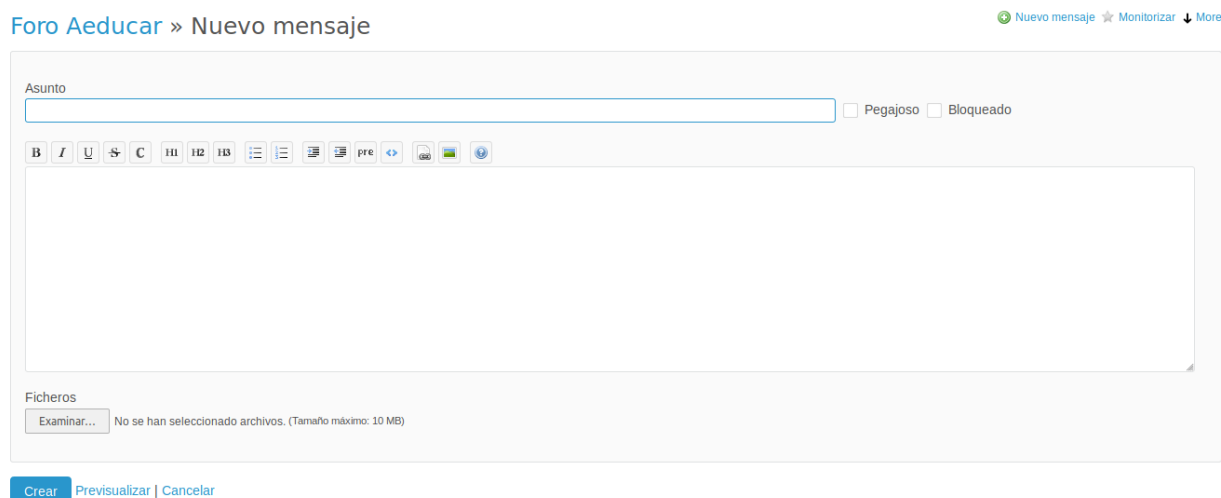 Foro Aeducar » Nuevo mensaje
Nuevo mensaje Monitorizar More
Asunto
Pegajoso Bloqueado
B I U S C H1 H2 H3 pre <>
Ficheros
Examinar... No se han seleccionado archivos. (Tamaño máximo: 10 MB)
Crear Previsualizar | Cancelar